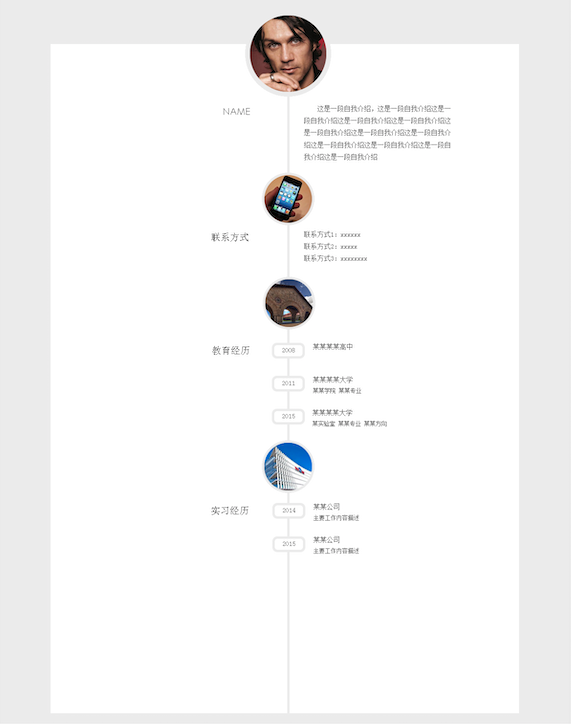 NAME
这是一段自我介绍，这是一段自我介绍这是一
段自我介绍这是一段自我介绍这是一段自我介绍这
是一段自我介绍这是一段自我介绍这是一段自我介
绍这是一段自我介绍这是一段自我介绍这是一段自
我介绍这是一段自我介绍
联系方式
联系方式1: xxxxxx
联系方式2: xxxxx
联系方式3: xxxxxxxx
教育经历
2008
某某某某高中
2011
某某某某大学
某某学院 某某专业
2015
某某某某大学
某实验室 某某专业 某某方向
实习经历
2014
某某公司
主要工作内容概述
2015
某某公司
主要工作内容概述